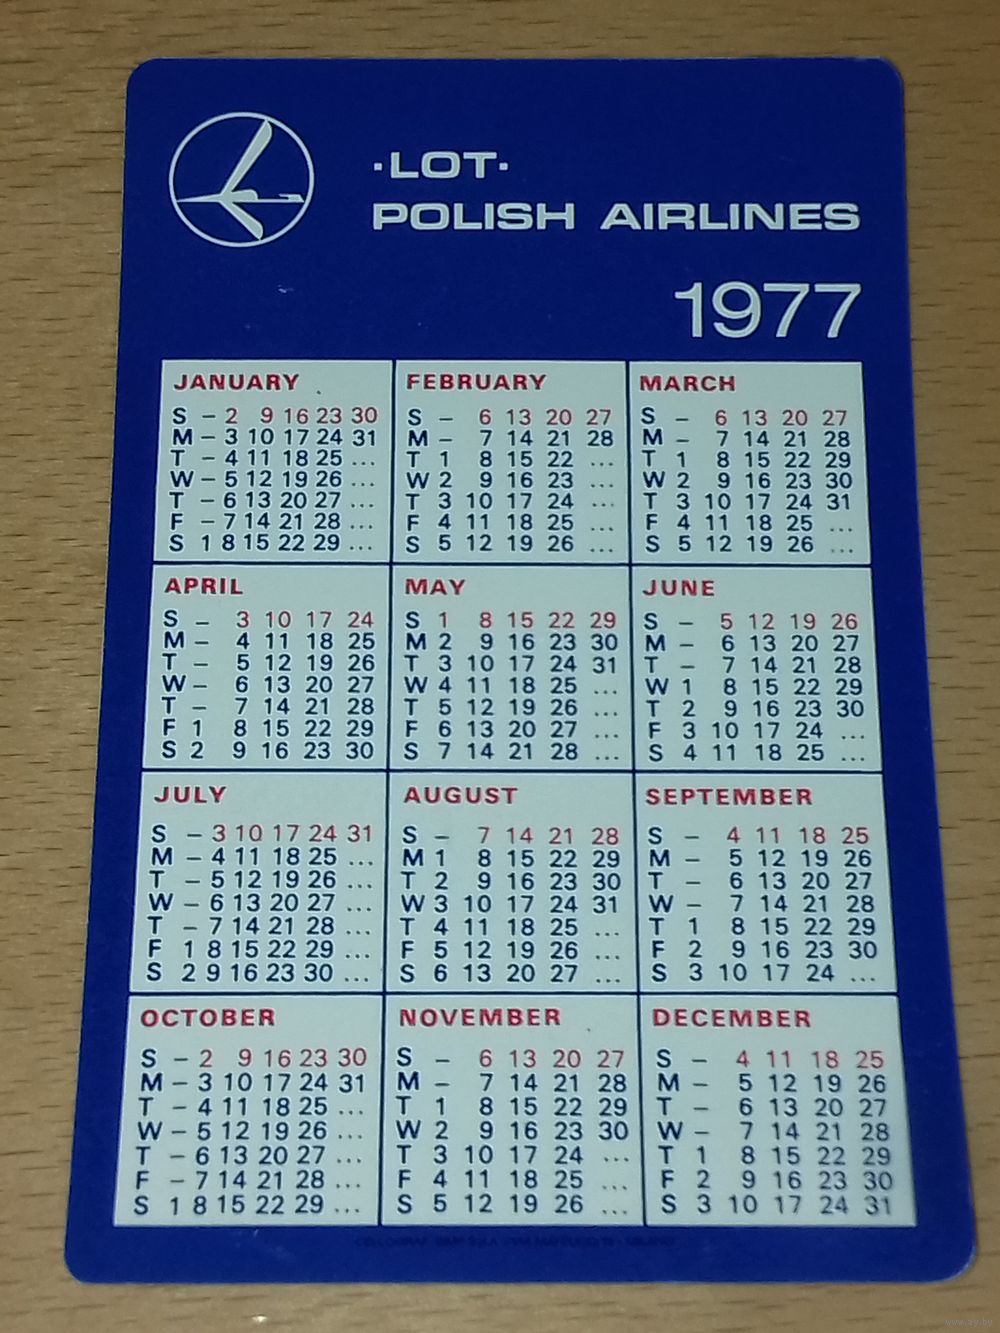 ·LOT·
POLISH AIRLINES
1977
JANUARY
S – 2 9 16 23 30
M – 3 10 17 24 31
T – 4 11 18 25 ...
W – 5 12 19 26 ...
T – 6 13 20 27 ...
F – 7 14 21 28 ...
S 1 8 15 22 29 ...
FEBRUARY
S – 6 13 20 27
M – 7 14 21 28
T 1 8 15 22 ...
W 2 9 16 23 ...
T 3 10 17 24 ...
F 4 11 18 25 ...
S 5 12 19 26 ...
MARCH
S – 6 13 20 27
M – 7 14 21 28
T 1 8 15 22 29
W 2 9 16 23 30
T 3 10 17 24 31
F 4 11 18 25 ...
S 5 12 19 26 ...
APRIL
S – 3 10 17 24
M – 4 11 18 25
T – 5 12 19 26
W – 6 13 20 27
T – 7 14 21 28
F 1 8 15 22 29
S 2 9 16 23 30
MAY
S 1 8 15 22 29
M 2 9 16 23 30
T 3 10 17 24 31
W 4 11 18 25 ...
T 5 12 19 26 ...
F 6 13 20 27 ...
S 7 14 21 28 ...
JUNE
S – 5 12 19 26
M – 6 13 20 27
T – 7 14 21 28
W 1 8 15 22 29
T 2 9 16 23 30
F 3 10 17 24 ...
S 4 11 18 25 ...
JULY
S – 3 10 17 24 31
M – 4 11 18 25 ...
T – 5 12 19 26 ...
W – 6 13 20 27 ...
T – 7 14 21 28 ...
F 1 8 15 22 29 ...
S 2 9 16 23 30 ...
AUGUST
S – 7 14 21 28
M 1 8 15 22 29
T 2 9 16 23 30
W 3 10 17 24 31
T 4 11 18 25 ...
F 5 12 19 26 ...
S 6 13 20 27 ...
SEPTEMBER
S – 4 11 18 25
M – 5 12 19 26
T – 6 13 20 27
W – 7 14 21 28
T 1 8 15 22 29
F 2 9 16 23 30
S 3 10 17 24 ...
OCTOBER
S – 2 9 16 23 30
M – 3 10 17 24 31
T – 4 11 18 25 ...
W – 5 12 19 26 ...
T – 6 13 20 27 ...
F – 7 14 21 28 ...
S 1 8 15 22 29 ...
NOVEMBER
S – 6 13 20 27
M – 7 14 21 28
T 1 8 15 22 29
W 2 9 16 23 30
T 3 10 17 24 ...
F 4 11 18 25 ...
S 5 12 19 26 ...
DECEMBER
S – 4 11 18 25
M – 5 12 19 26
T – 6 13 20 27
W – 7 14 21 28
T 1 8 15 22 29
F 2 9 16 23 30
S 3 10 17 24 31
www.ay.by